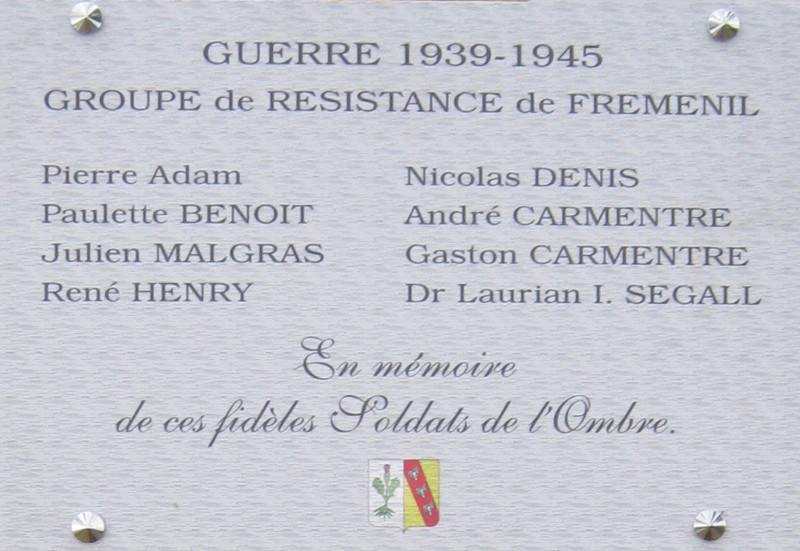 GUERRE 1939-1945
GROUPE de RESISTANCE de FREMENIL
Pierre Adam
Paulette BENOIT
Julien MALGRAS
René HENRY
Nicolas DENIS
André CARMENTRE
Gaston CARMENTRE
Dr Laurian I. SEGALL
En mémoire
de ces fidèles Soldats de l'Ombre.